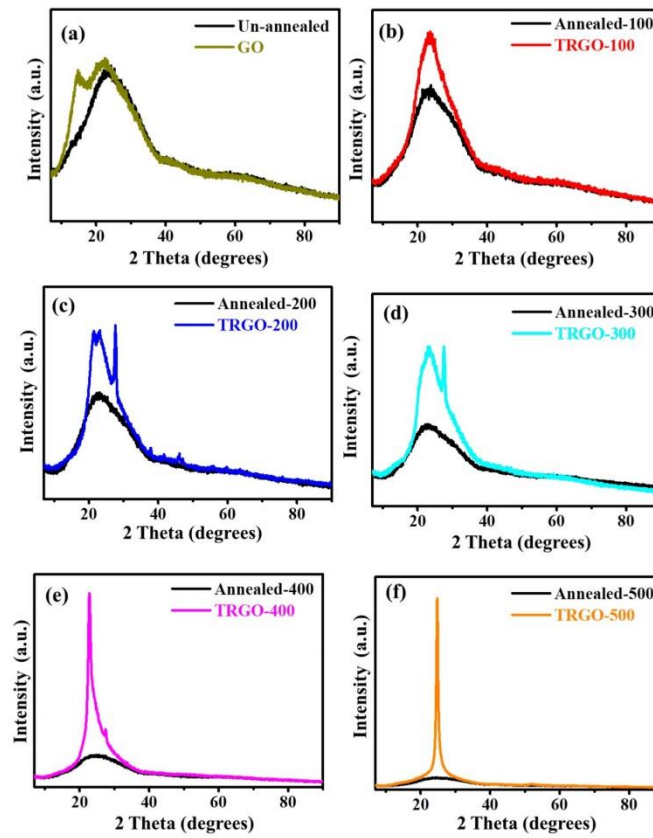 (a)
Un-annealed
GO
Intensity (a.u.)
20 40 60 80
2 Theta (degrees)
(b)
Annealed-100
TRGO-100
Intensity (a.u.)
20 40 60 80
2 Theta (degrees)
(c)
Annealed-200
TRGO-200
Intensity (a.u.)
20 40 60 80
2 Theta (degrees)
(d)
Annealed-300
TRGO-300
Intensity (a.u.)
20 40 60 80
2 Theta (degrees)
(e)
Annealed-400
TRGO-400
Intensity (a.u.)
20 40 60 80
2 Theta (degrees)
(f)
Annealed-500
TRGO-500
Intensity (a.u.)
20 40 60 80
2 Theta (degrees)